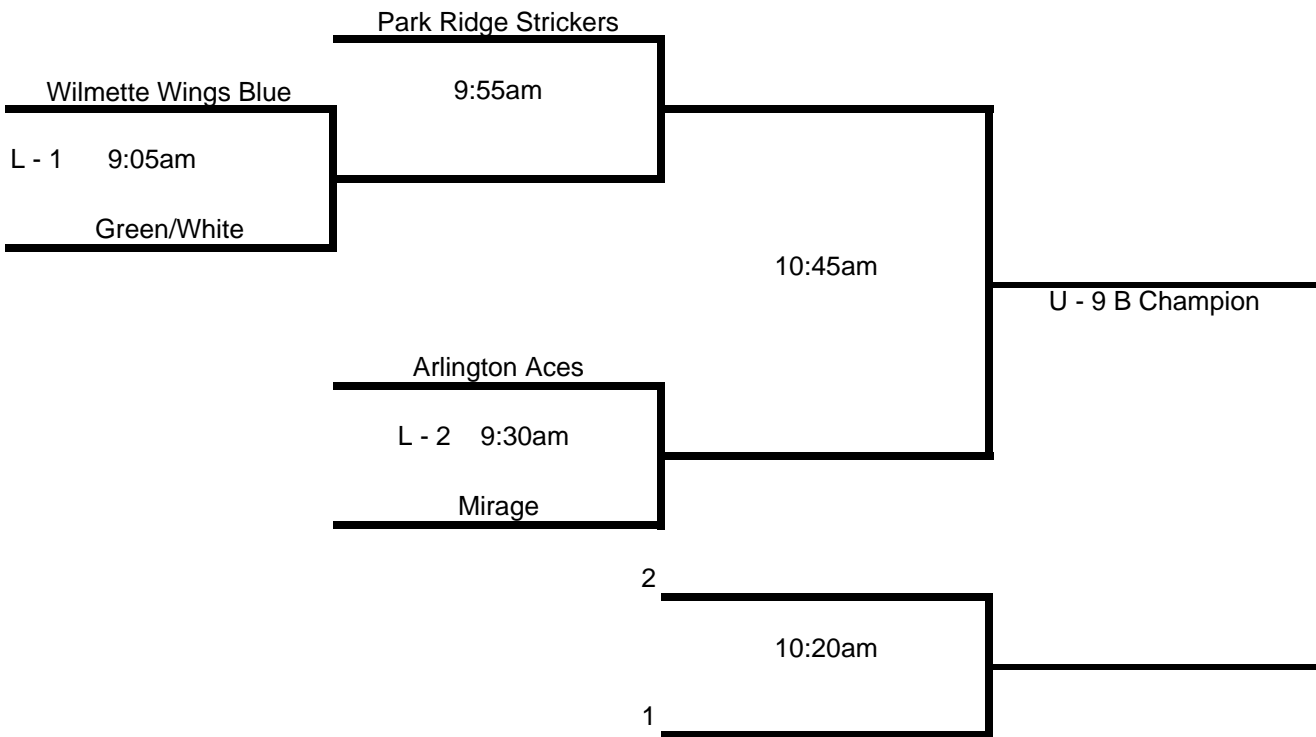 Park Ridge Strickers
Wilmette Wings Blue
9:55am
L - 1 9:05am
Green/White
10:45am
U - 9 B Champion
Arlington Aces
L - 2 9:30am
Mirage
2
10:20am
1